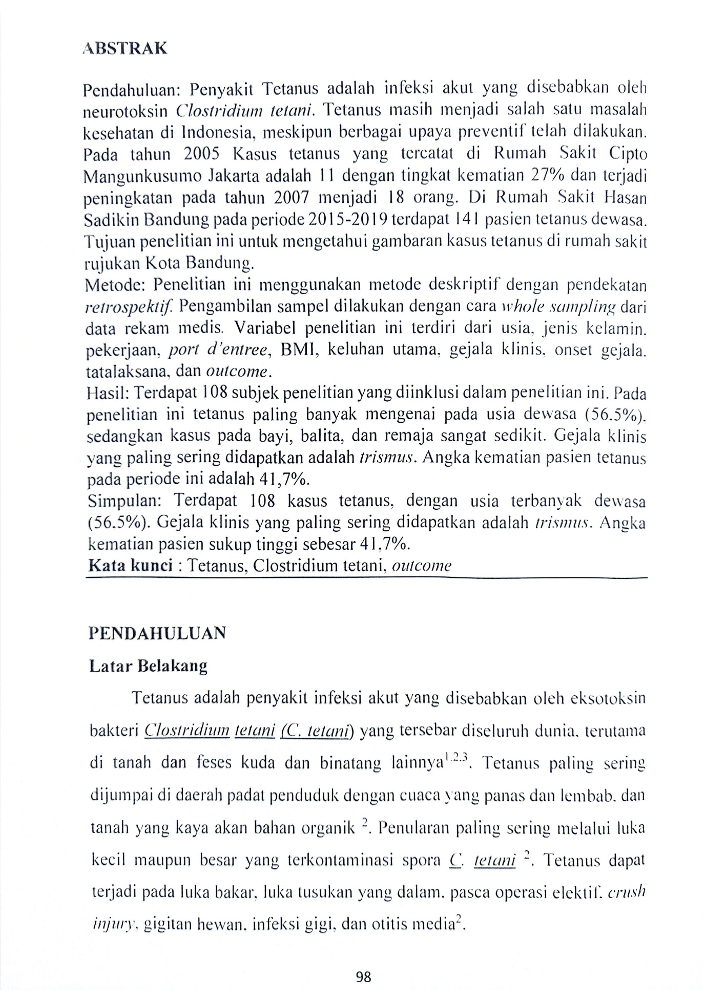 ABSTRAK
Pendahuluan: Penyakit Tetanus adalah infeksi akut yang disebabkan oleh
neurotoksin Clostridium tetani. Tetanus masih menjadi salah satu masalah
kesehatan di Indonesia, meskipun berbagai upaya preventif telah dilakukan.
Pada tahun 2005 Kasus tetanus yang tercatat di Rumah Sakit Cipto
Mangunkusumo Jakarta adalah 11 dengan tingkat kematian 27% dan terjadi
peningkatan pada tahun 2007 menjadi 18 orang. Di Rumah Sakit Hasan
Sadikin Bandung pada periode 2015-2019 terdapat 141 pasien tetanus dewasa.
Tujuan penelitian ini untuk mengetahui gambaran kasus tetanus di rumah sakit
rujukan Kota Bandung.
Metode: Penelitian ini menggunakan metode deskriptif dengan pendekatan
retrospektif. Pengambilan sampel dilakukan dengan cara whole sampling dari
data rekam medis. Variabel penelitian ini terdiri dari usia, jenis kelamin,
pekerjaan, port d'entree, BMI, keluhan utama, gejala klinis, onset gejala,
tatalaksana, dan outcome.
Hasil: Terdapat 108 subjek penelitian yang diinklusi dalam penelitian ini. Pada
penelitian ini tetanus paling banyak mengenai pada usia dewasa (56.5%),
sedangkan kasus pada bayi, balita, dan remaja sangat sedikit. Gejala klinis
yang paling sering didapatkan adalah trismus. Angka kematian pasien tetanus
pada periode ini adalah 41,7%.
Simpulan: Terdapat 108 kasus tetanus, dengan usia terbanyak dewasa
(56.5%). Gejala klinis yang paling sering didapatkan adalah trismus. Angka
kematian pasien sukup tinggi sebesar 41,7%.
Kata kunci : Tetanus, Clostridium tetani, outcome
PENDAHULUAN
Latar Belakang
Tetanus adalah penyakit infeksi akut yang disebabkan oleh eksotoksin
bakteri Clostridium tetani (C. tetani) yang tersebar diseluruh dunia, terutama
di tanah dan feses kuda dan binatang lainnya1,2,3. Tetanus paling sering
dijumpai di daerah padat penduduk dengan cuaca yang panas dan lembab, dan
tanah yang kaya akan bahan organik 2. Penularan paling sering melalui luka
kecil maupun besar yang terkontaminasi spora C. tetani 2. Tetanus dapat
terjadi pada luka bakar, luka tusukan yang dalam, pasca operasi elektif, crush
injury, gigitan hewan, infeksi gigi, dan otitis media2.
98